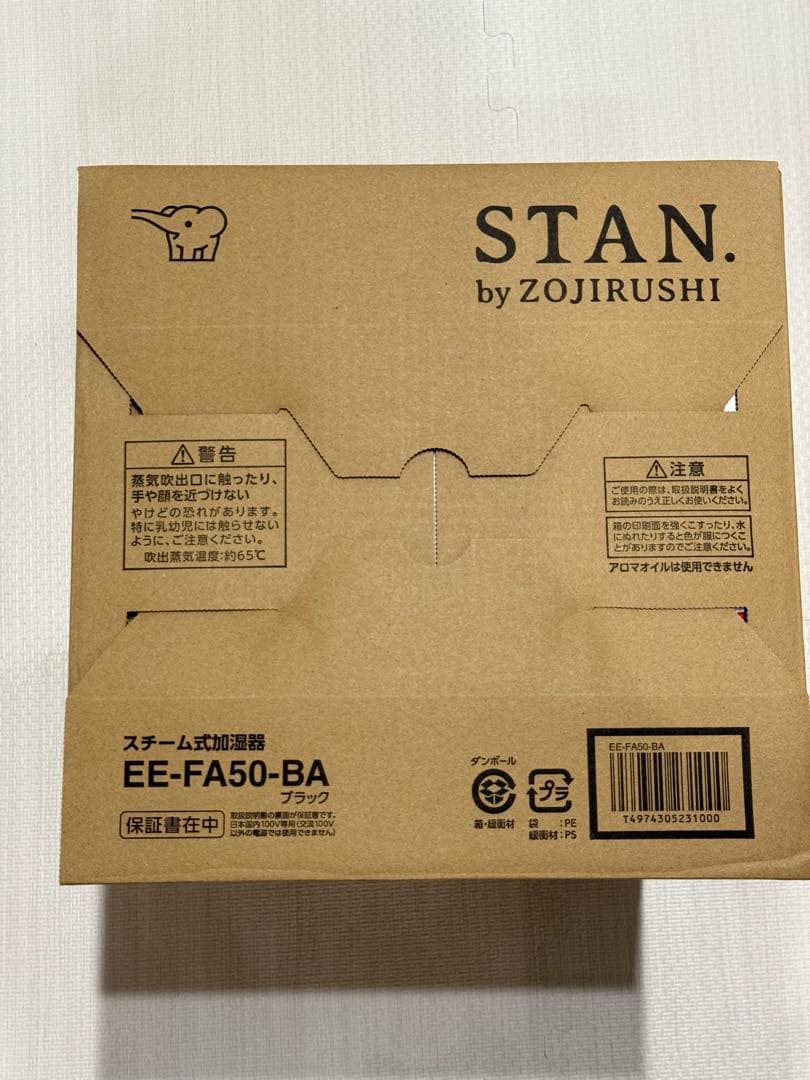 STAN.
by ZOJIRUSHI
警告
蒸気吹出口に触ったり、
手や顔を近づけない
やけどの恐れがあります。
特に乳幼児には触らせない
ように、ご注意ください。
吹出蒸気温度:約65℃
注意
ご使用の際は、取扱説明書をよく
お読みのうえ正しくお使いください。
箱の印刷面を強くこすったり、水
にぬれたりすると色が服につくこ
とがありますのでご注意ください。
アロマオイルは使用できません
スチーム式加湿器
EE-FA50-BA
ブラック
保証書在中
取扱説明書の裏面が保証書です。
日本国内100V専用(交流100V
以外の電源では使用できません)
ダンボール
箱・緩衝材
プラ
袋 :PE
緩衝材:PS
EE-FA50-BA
T4974305231000